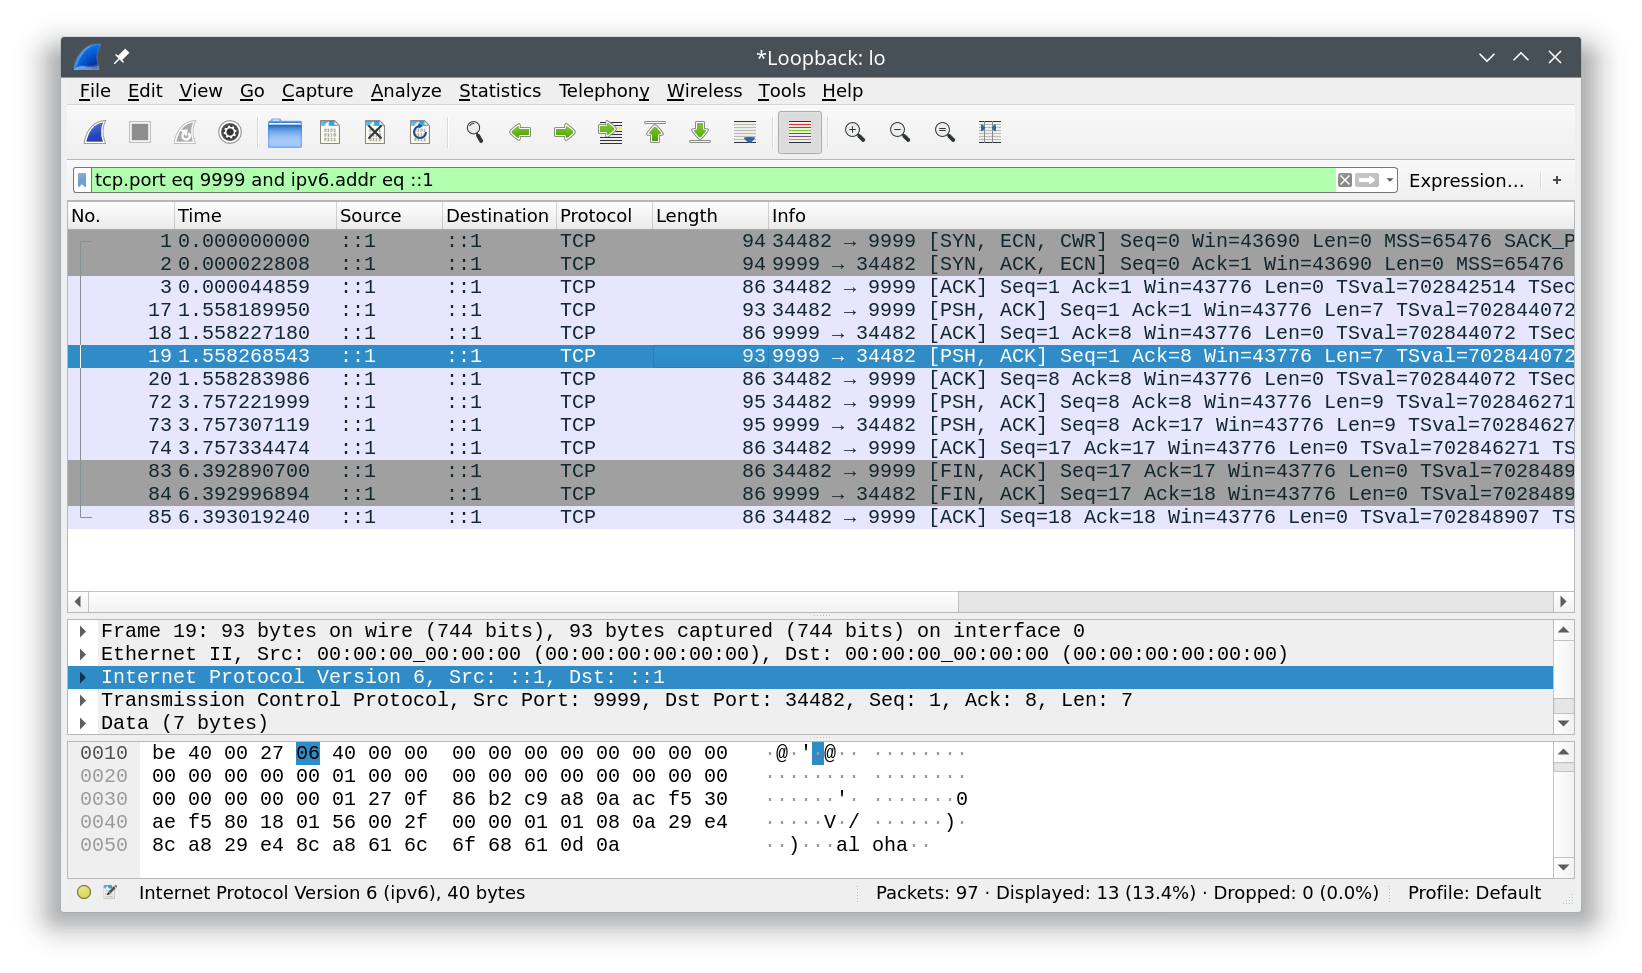 *Loopback: lo
File Edit View Go Capture Analyze Statistics Telephony Wireless Tools Help
tcp.port eq 9999 and ipv6.addr eq ::1 Expression… +
No. Time Source Destination Protocol Length Info
1 0.000000000 ::1 ::1 TCP 94 34482 → 9999 [SYN, ECN, CWR] Seq=0 Win=43690 Len=0 MSS=65476 SACK_P
2 0.000022808 ::1 ::1 TCP 94 9999 → 34482 [SYN, ACK, ECN] Seq=0 Ack=1 Win=43690 Len=0 MSS=65476
3 0.000044859 ::1 ::1 TCP 86 34482 → 9999 [ACK] Seq=1 Ack=1 Win=43776 Len=0 TSval=702842514 TSec
17 1.558189950 ::1 ::1 TCP 93 34482 → 9999 [PSH, ACK] Seq=1 Ack=1 Win=43776 Len=7 TSval=702844072
18 1.558227180 ::1 ::1 TCP 86 9999 → 34482 [ACK] Seq=1 Ack=8 Win=43776 Len=0 TSval=702844072 TSec
19 1.558268543 ::1 ::1 TCP 93 9999 → 34482 [PSH, ACK] Seq=1 Ack=8 Win=43776 Len=7 TSval=702844072
20 1.558283986 ::1 ::1 TCP 86 34482 → 9999 [ACK] Seq=8 Ack=8 Win=43776 Len=0 TSval=702844072 TSec
72 3.757221999 ::1 ::1 TCP 95 34482 → 9999 [PSH, ACK] Seq=8 Ack=8 Win=43776 Len=9 TSval=702846271
73 3.757307119 ::1 ::1 TCP 95 9999 → 34482 [PSH, ACK] Seq=8 Ack=17 Win=43776 Len=9 TSval=70284627
74 3.757334474 ::1 ::1 TCP 86 34482 → 9999 [ACK] Seq=17 Ack=17 Win=43776 Len=0 TSval=702846271 TS
83 6.392890700 ::1 ::1 TCP 86 34482 → 9999 [FIN, ACK] Seq=17 Ack=17 Win=43776 Len=0 TSval=7028489
84 6.392996894 ::1 ::1 TCP 86 9999 → 34482 [FIN, ACK] Seq=17 Ack=18 Win=43776 Len=0 TSval=7028489
85 6.393019240 ::1 ::1 TCP 86 34482 → 9999 [ACK] Seq=18 Ack=18 Win=43776 Len=0 TSval=702848907 TS
Frame 19: 93 bytes on wire (744 bits), 93 bytes captured (744 bits) on interface 0
Ethernet II, Src: 00:00:00_00:00:00 (00:00:00:00:00:00), Dst: 00:00:00_00:00:00 (00:00:00:00:00:00)
Internet Protocol Version 6, Src: ::1, Dst: ::1
Transmission Control Protocol, Src Port: 9999, Dst Port: 34482, Seq: 1, Ack: 8, Len: 7
Data (7 bytes)
0010 be 40 00 27 06 40 00 00 00 00 00 00 00 00 00 00 ·@·'·@·· ········
0020 00 00 00 00 00 01 00 00 00 00 00 00 00 00 00 00 ········ ········
0030 00 00 00 00 00 01 27 0f 86 b2 c9 a8 0a ac f5 30 ······'· ·······0
0040 ae f5 80 18 01 56 00 2f 00 00 01 01 08 0a 29 e4 ·····V·/ ······)·
0050 8c a8 29 e4 8c a8 61 6c 6f 68 61 0d 0a ··)···al oha··
Internet Protocol Version 6 (ipv6), 40 bytes Packets: 97 · Displayed: 13 (13.4%) · Dropped: 0 (0.0%) Profile: Default